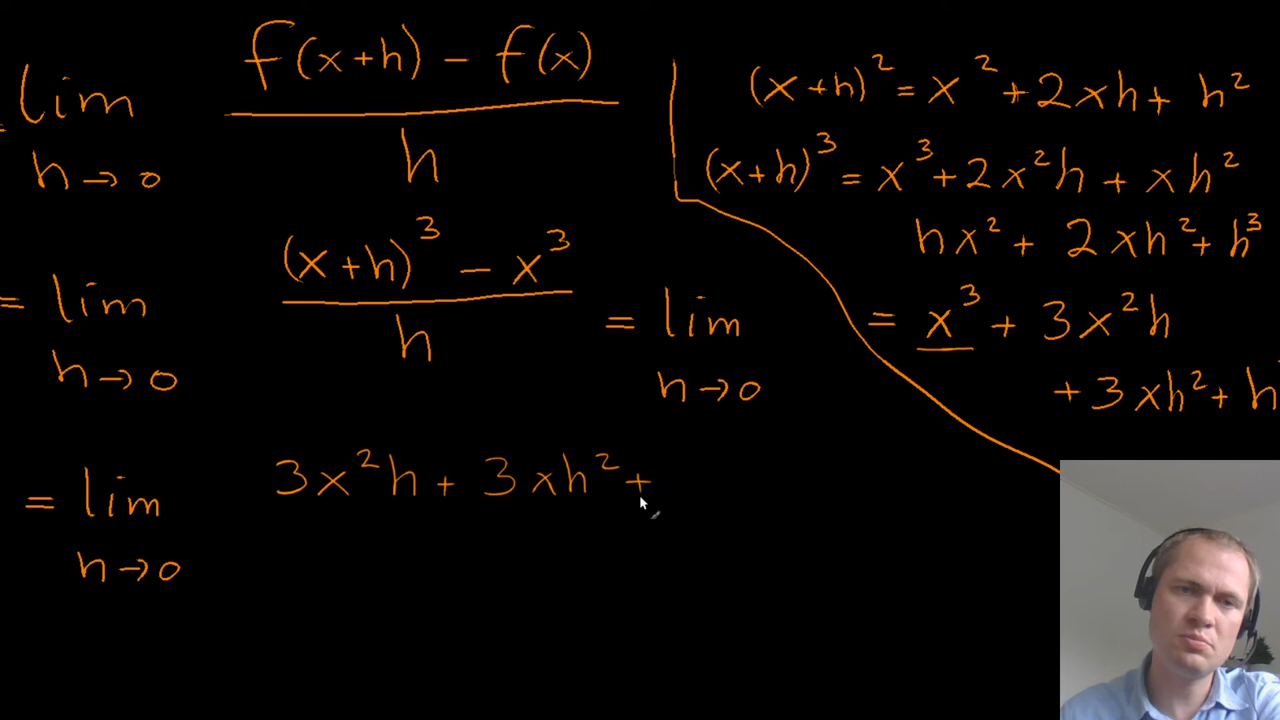 = lim h→0 (f(x+h) − f(x)) / h
= lim h→0 ((x+h)³ − x³) / h = lim h→0
= lim h→0 3x²h + 3xh² +
(x+h)² = x² + 2xh + h²
(x+h)³ = x³ + 2x²h + xh²
hx² + 2xh² + h³
= x³ + 3x²h
+ 3xh² + h